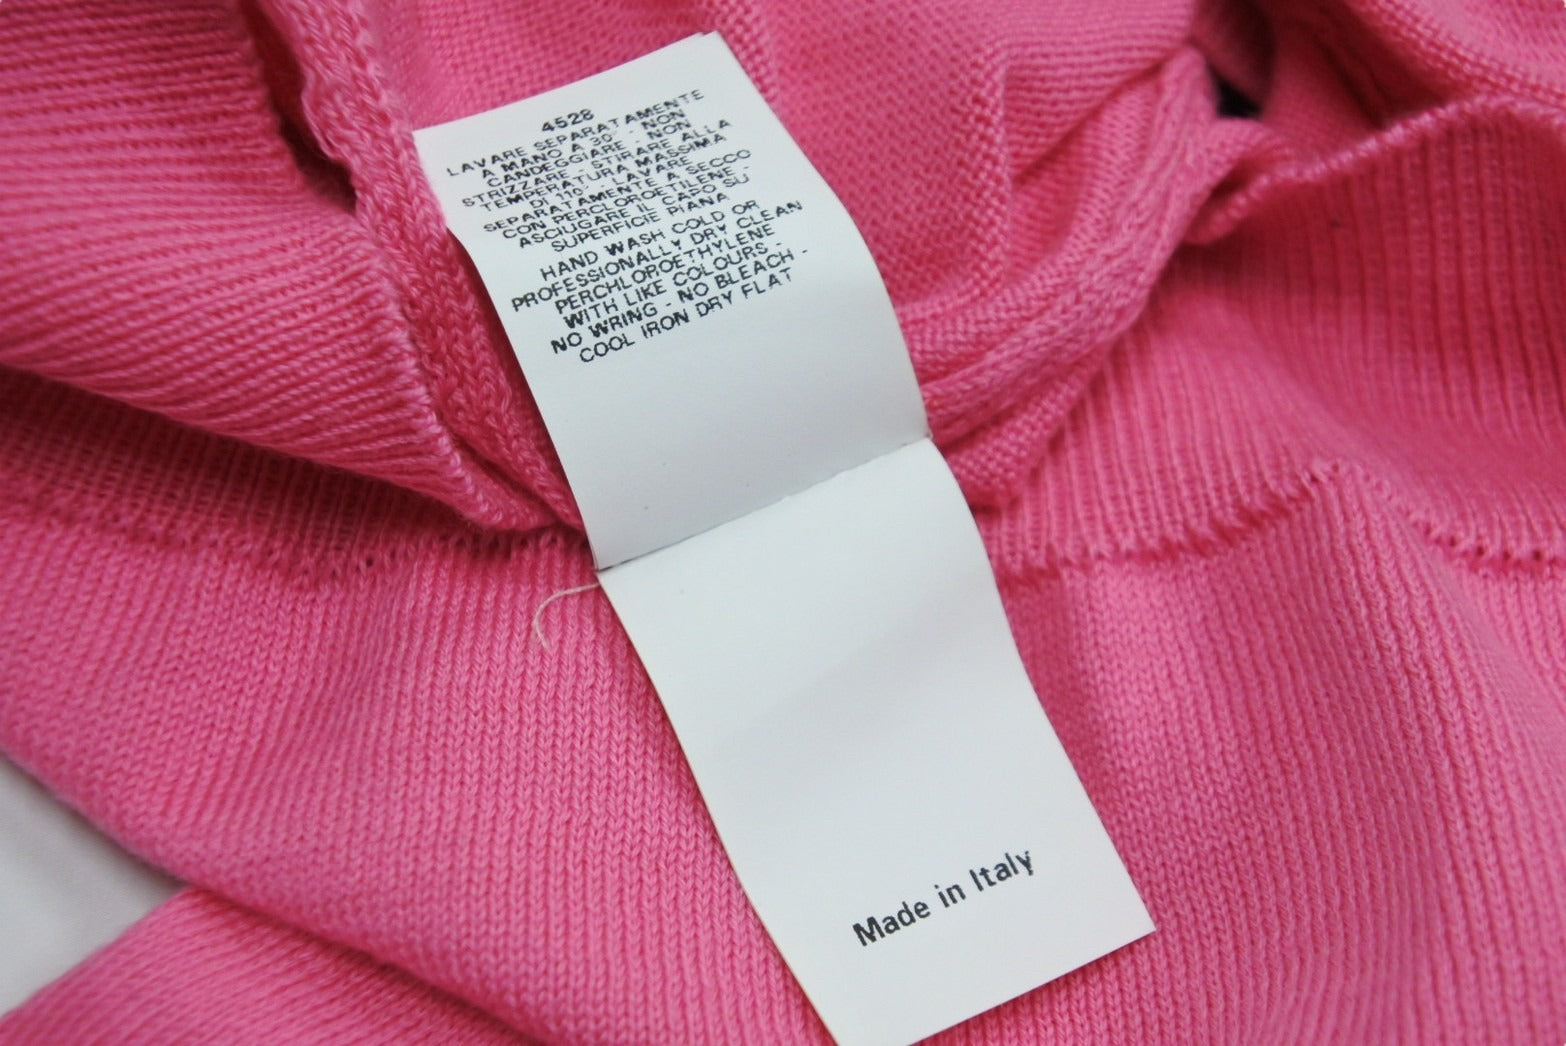 4528
LAVARE SEPARATAMENTE
A MANO A 30° - NON
CANDEGGIARE - NON
STRIZZARE - STIRARE ALLA
TEMPERATURA MASSIMA
DI 110° - LAVARE
SEPARATAMENTE A SECCO
CON PERCLOROETILENE -
ASCIUGARE IL CAPO SU
SUPERFICIE PIANA
HAND WASH COLD OR
PROFESSIONALLY DRY CLEAN
PERCHLOROETHYLENE
WITH LIKE COLOURS -
NO WRING - NO BLEACH -
COOL IRON DRY FLAT
Made in Italy